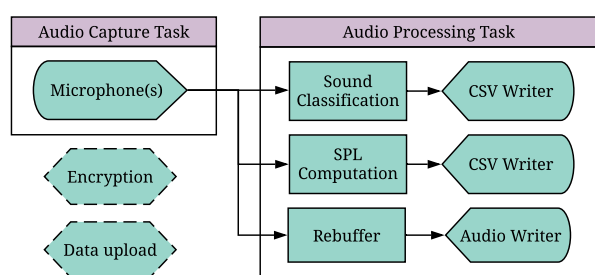 Audio Capture Task
Audio Processing Task
Microphone(s)
Sound
Classification
CSV Writer
SPL
Computation
CSV Writer
Encryption
Rebuffer
Audio Writer
Data upload